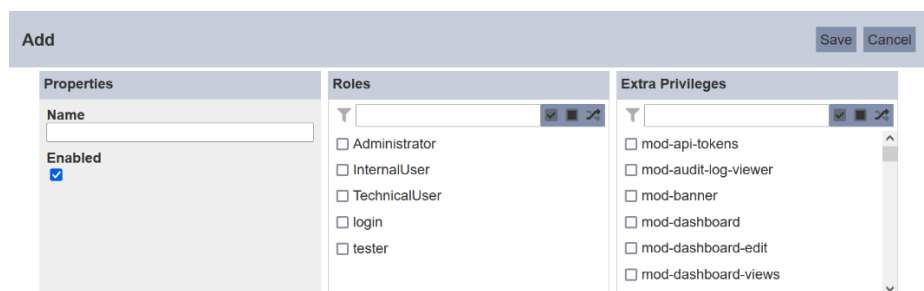 Add
Save Cancel
Properties
Name
Enabled
Roles
Administrator
InternalUser
TechnicalUser
login
tester
Extra Privileges
mod-api-tokens
mod-audit-log-viewer
mod-banner
mod-dashboard
mod-dashboard-edit
mod-dashboard-views